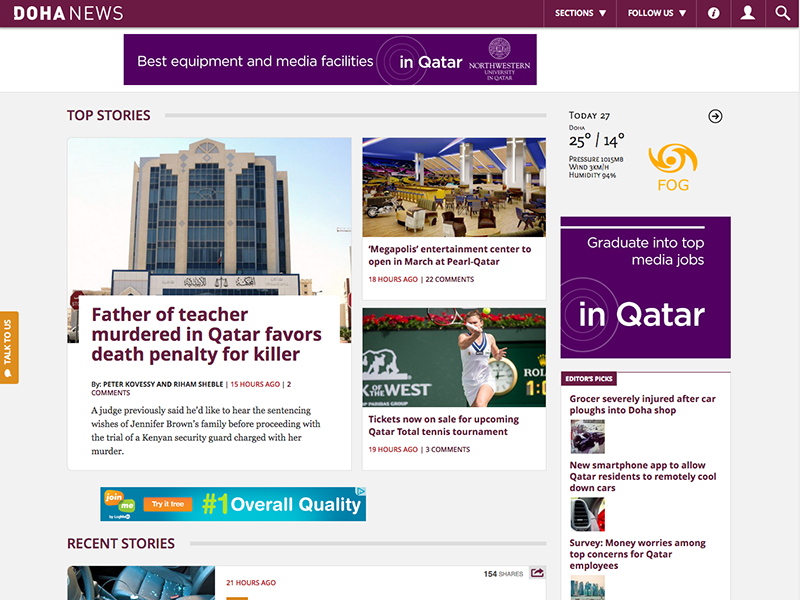 DOHA NEWS
SECTIONS ▼
FOLLOW US ▼
Best equipment and media facilities in Qatar
NORTHWESTERN
UNIVERSITY
IN QATAR
TOP STORIES
Father of teacher
murdered in Qatar favors
death penalty for killer
By: PETER KOVESSY AND RIHAM SHEBLE | 15 HOURS AGO | 2
COMMENTS
A judge previously said he'd like to hear the sentencing
wishes of Jennifer Brown's family before proceeding with
the trial of a Kenyan security guard charged with her
murder.
'Megapolis' entertainment center to
open in March at Pearl-Qatar
18 HOURS AGO | 22 COMMENTS
OF THE WEST
PARIBAS GROUP
ROL
Tickets now on sale for upcoming
Qatar Total tennis tournament
19 HOURS AGO | 3 COMMENTS
TODAY 27
DOHA
25° / 14°
PRESSURE 1015MB
WIND 3KM/H
HUMIDITY 94%
FOG
Graduate into top
media jobs
in Qatar
EDITOR'S PICKS
Grocer severely injured after car
ploughs into Doha shop
New smartphone app to allow
Qatar residents to remotely cool
down cars
Survey: Money worries among
top concerns for Qatar
employees
TALK TO US
join me
by LogMeIn
Try it free
#1 Overall Quality
RECENT STORIES
21 HOURS AGO
154 SHARES